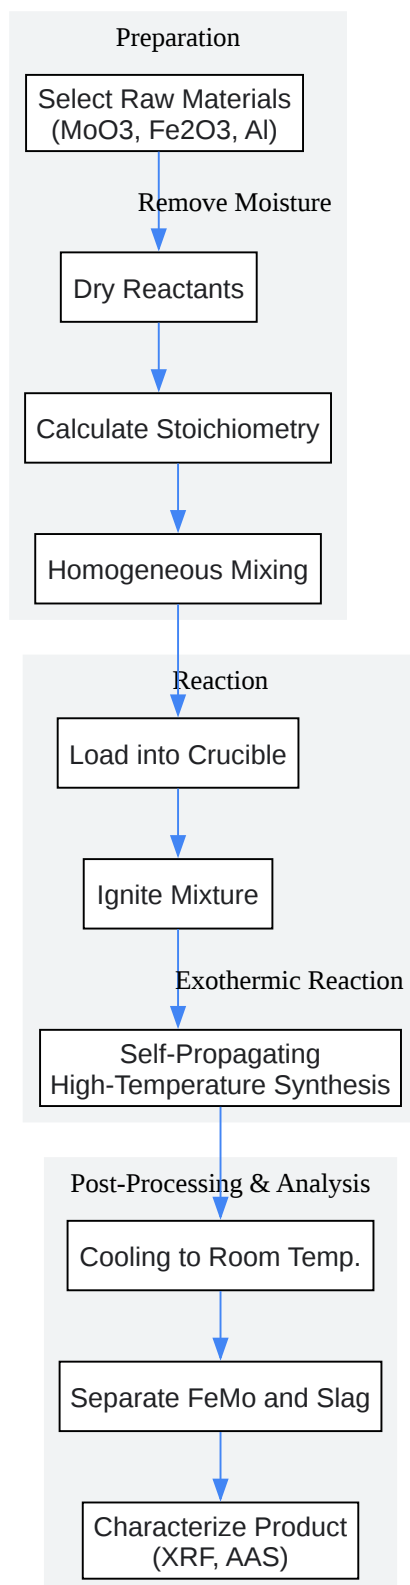 Preparation
Select Raw Materials
(MoO3, Fe2O3, Al)
Remove Moisture
Dry Reactants
Calculate Stoichiometry
Homogeneous Mixing
Reaction
Load into Crucible
Ignite Mixture
Exothermic Reaction
Self-Propagating
High-Temperature Synthesis
Post-Processing & Analysis
Cooling to Room Temp.
Separate FeMo and Slag
Characterize Product
(XRF, AAS)